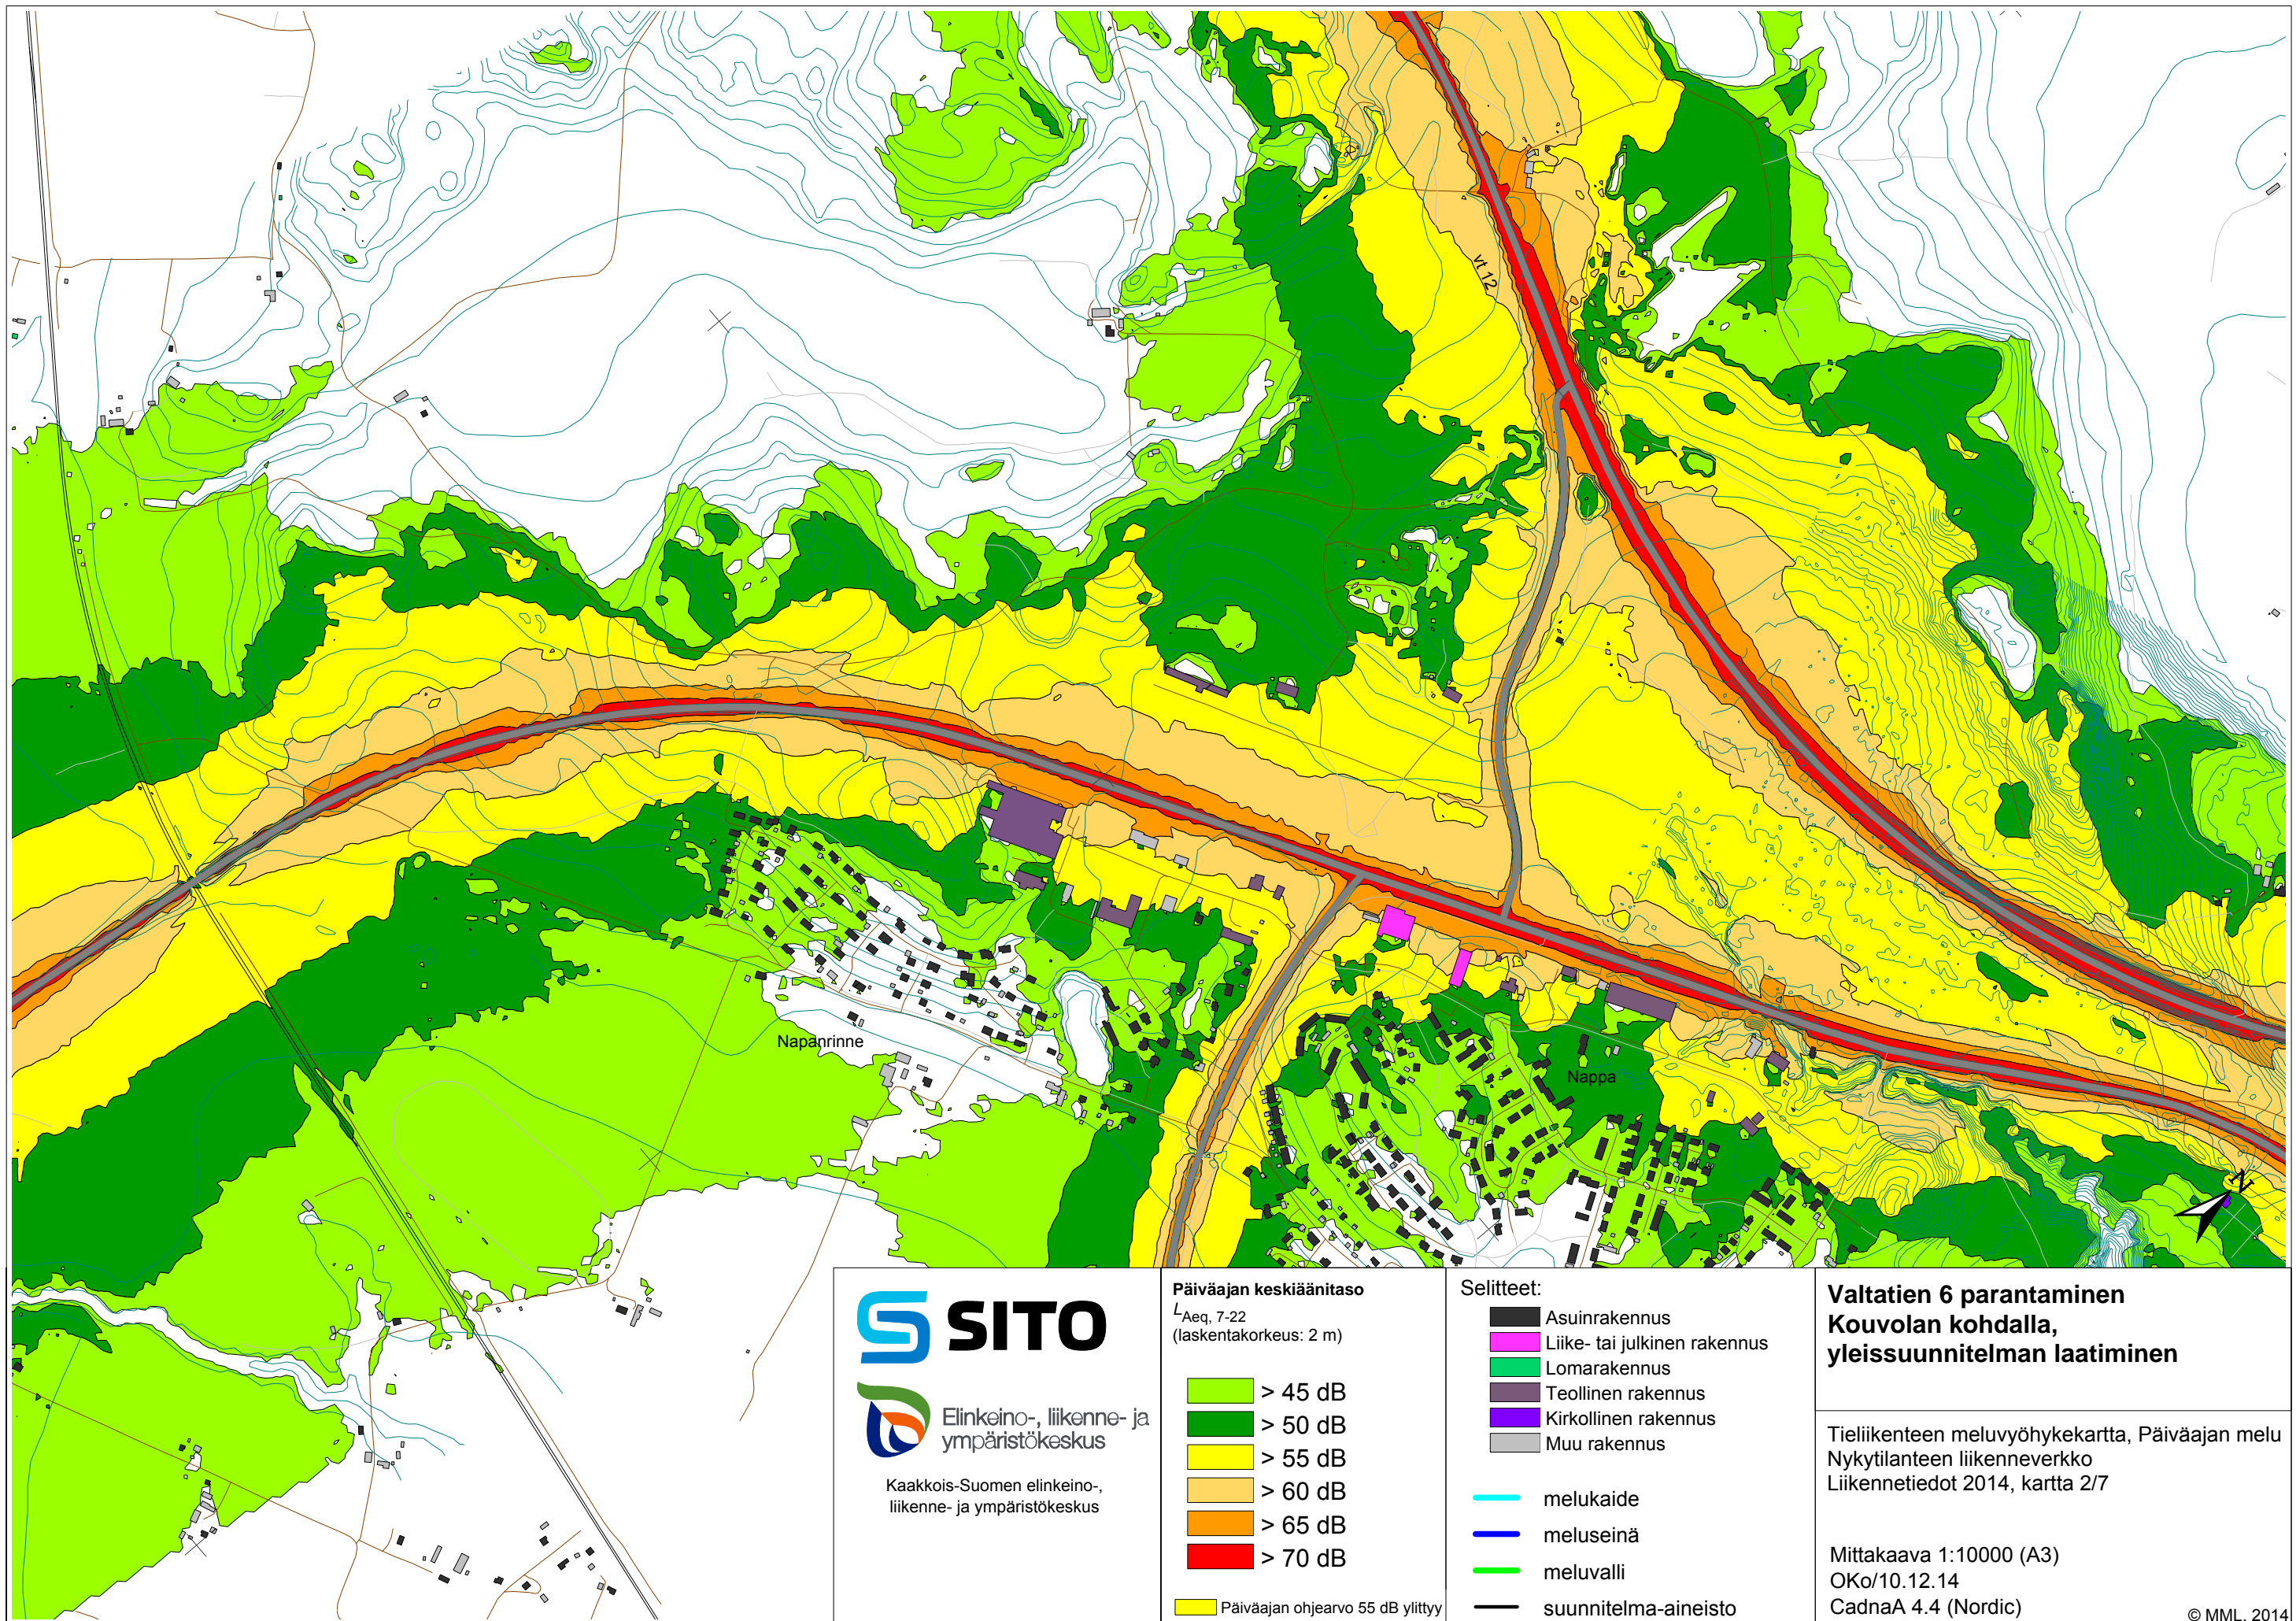 vt 12
Napanrinne
Nappa
N
SITO
Elinkeino-, liikenne- ja
ympäristökeskus
Kaakkois-Suomen elinkeino-,
liikenne- ja ympäristökeskus
Päiväajan keskiäänitaso
LAeq, 7-22
(laskentakorkeus: 2 m)
> 45 dB
> 50 dB
> 55 dB
> 60 dB
> 65 dB
> 70 dB
Päiväajan ohjearvo 55 dB ylittyy
Selitteet:
Asuinrakennus
Liike- tai julkinen rakennus
Lomarakennus
Teollinen rakennus
Kirkollinen rakennus
Muu rakennus
melukaide
meluseinä
meluvalli
suunnitelma-aineisto
Valtatien 6 parantaminen
Kouvolan kohdalla,
yleissuunnitelman laatiminen
Tieliikenteen meluvyöhykekartta, Päiväajan melu
Nykytilanteen liikenneverkko
Liikennetiedot 2014, kartta 2/7
Mittakaava 1:10000 (A3)
OKo/10.12.14
CadnaA 4.4 (Nordic)
© MML, 2014